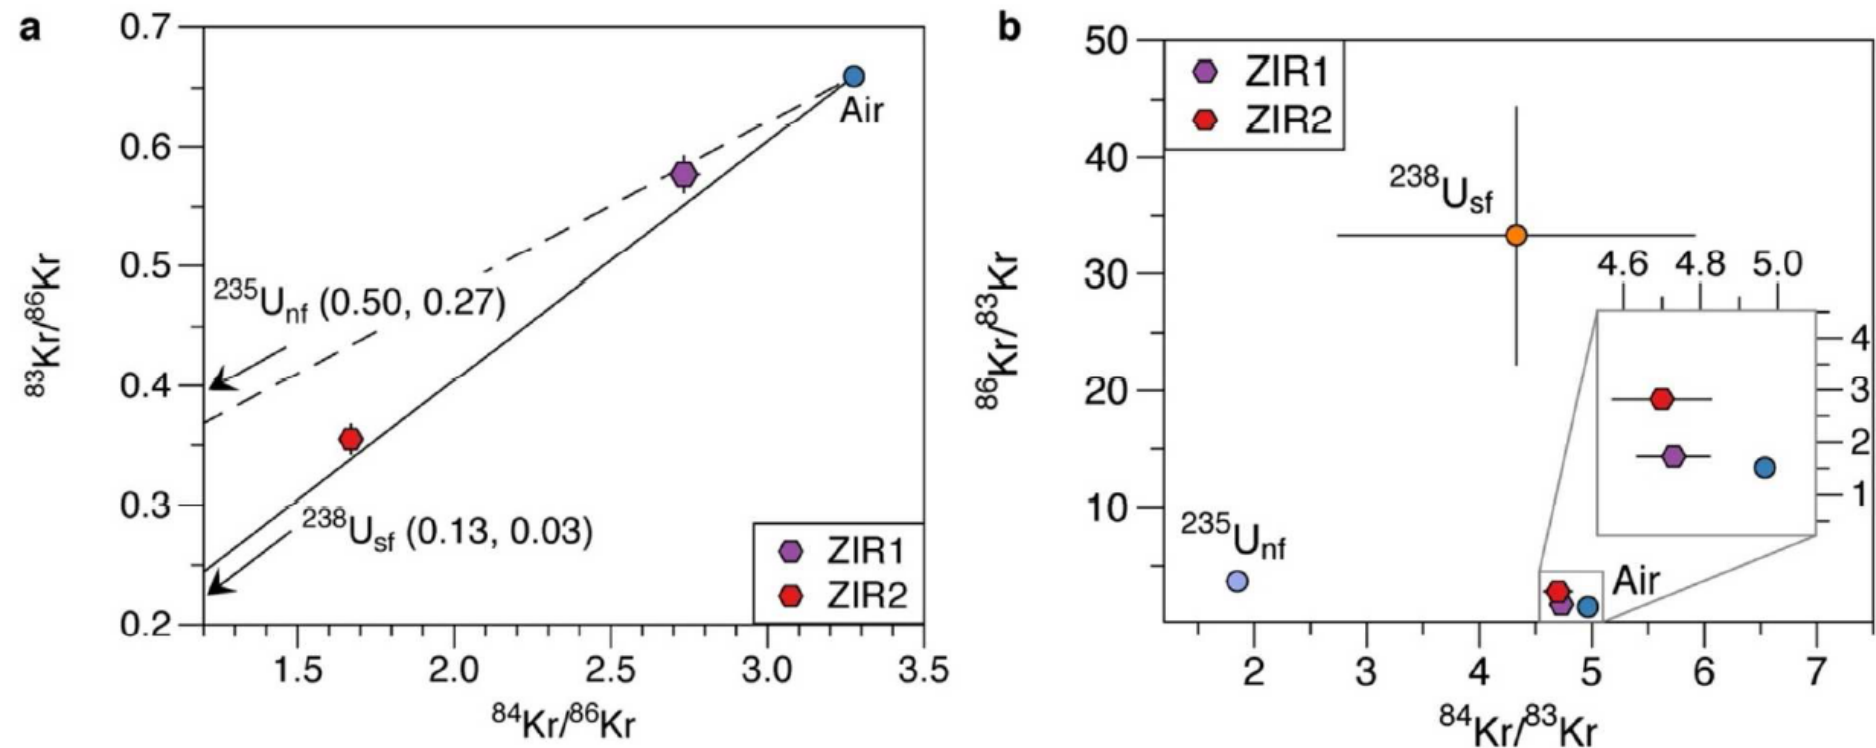 a
0.7
0.6
0.5
0.4
0.3
0.2
⁸³Kr/⁸⁶Kr
Air
²³⁵Uₙf (0.50, 0.27)
²³⁸Usf (0.13, 0.03)
ZIR1
ZIR2
1.5 2.0 2.5 3.0 3.5
⁸⁴Kr/⁸⁶Kr
b
50
40
30
20
10
⁸⁶Kr/⁸³Kr
ZIR1
ZIR2
²³⁸Usf
4.6 4.8 5.0
4
3
2
1
²³⁵Unf
Air
2 3 4 5 6 7
⁸⁴Kr/⁸³Kr